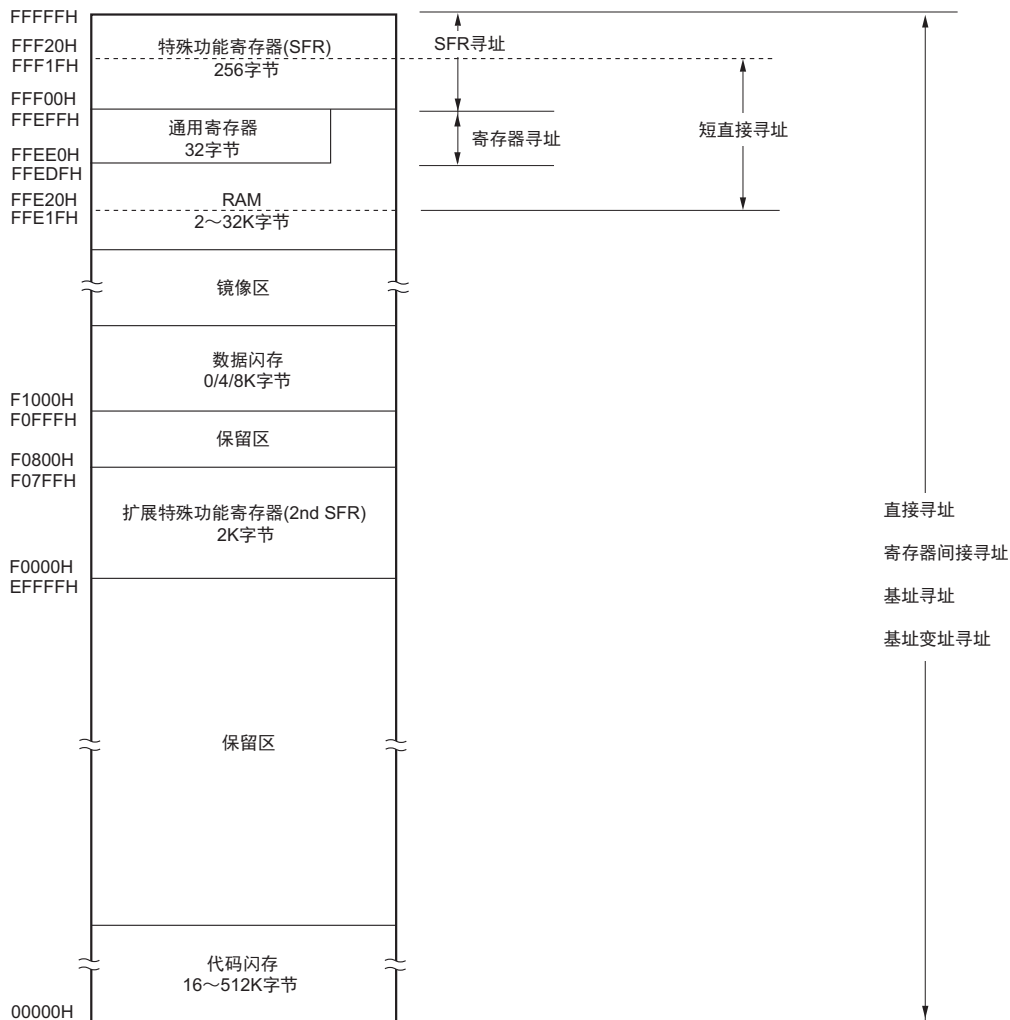 FFFFFH
FFF20H
FFF1FH
特殊功能寄存器(SFR)
256字节
SFR寻址
FFF00H
FFEFFH
通用寄存器
32字节
寄存器寻址
短直接寻址
FFEE0H
FFEDFH
FFE20H
FFE1FH
RAM
2～32K字节
镜像区
数据闪存
0/4/8K字节
F1000H
F0FFFH
保留区
F0800H
F07FFH
扩展特殊功能寄存器(2nd SFR)
2K字节
直接寻址
寄存器间接寻址
基址寻址
基址变址寻址
F0000H
EFFFFH
保留区
代码闪存
16～512K字节
00000H